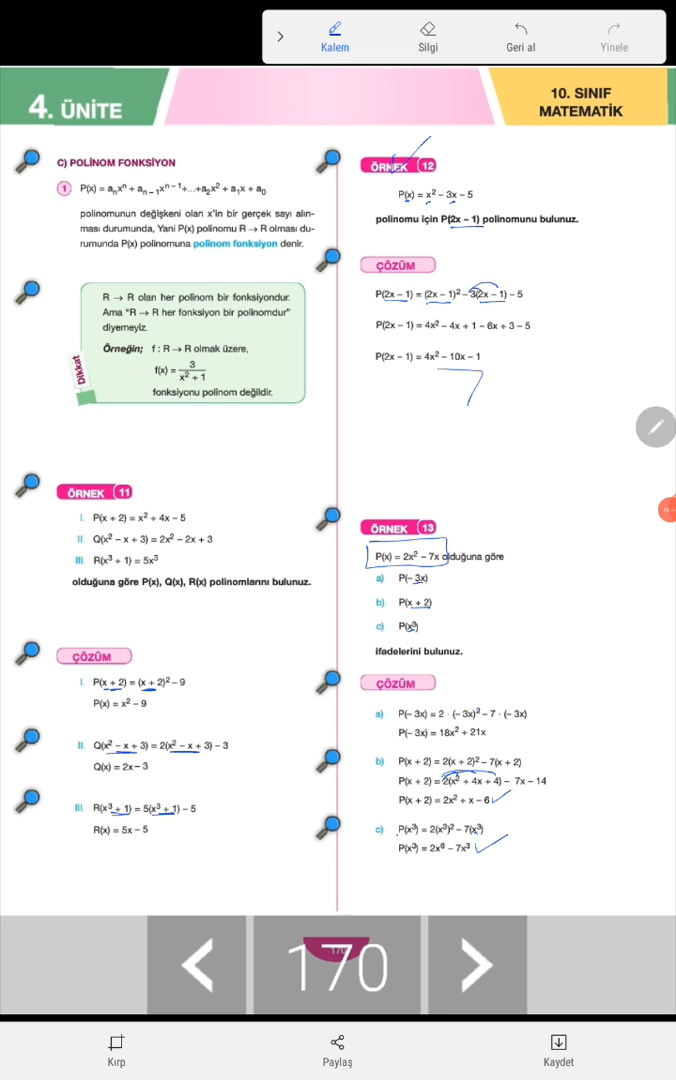 Kalem
Silgi
Geri al
Yinele
4. ÜNİTE
10. SINIF
MATEMATİK
C) POLİNOM FONKSİYON
1 P(x) = aₙxⁿ + aₙ₋₁xⁿ⁻¹+...+a₂x² + a₁x + a₀
polinomunun değişkeni olan x'in bir gerçek sayı alın-
ması durumunda, Yani P(x) polinomu R → R olması du-
rumunda P(x) polinomuna polinom fonksiyon denir.
Dikkat
R → R olan her polinom bir fonksiyondur.
Ama "R → R her fonksiyon bir polinomdur"
diyemeyiz.
Örneğin; f : R → R olmak üzere,
f(x) = 3 / (x² + 1)
fonksiyonu polinom değildir.
ÖRNEK 11
I. P(x + 2) = x² + 4x – 5
II. Q(x² – x + 3) = 2x² – 2x + 3
III. R(x³ + 1) = 5x³
olduğuna göre P(x), Q(x), R(x) polinomlarını bulunuz.
ÇÖZÜM
I. P(x + 2) = (x + 2)² – 9
P(x) = x² – 9
II. Q(x² – x + 3) = 2(x² – x + 3) – 3
Q(x) = 2x – 3
III. R(x³ + 1) = 5(x³ + 1) – 5
R(x) = 5x – 5
ÖRNEK 12
P(x) = x² – 3x – 5
polinomu için P(2x – 1) polinomunu bulunuz.
ÇÖZÜM
P(2x – 1) = (2x – 1)² – 3(2x – 1) – 5
P(2x – 1) = 4x² – 4x + 1 – 6x + 3 – 5
P(2x – 1) = 4x² – 10x – 1
ÖRNEK 13
P(x) = 2x² – 7x olduğuna göre
a) P(– 3x)
b) P(x + 2)
c) P(x³)
ifadelerini bulunuz.
ÇÖZÜM
a) P(– 3x) = 2 · (– 3x)² – 7 · (– 3x)
P(– 3x) = 18x² + 21x
b) P(x + 2) = 2(x + 2)² – 7(x + 2)
P(x + 2) = 2(x² + 4x + 4) – 7x – 14
P(x + 2) = 2x² + x – 6
c) P(x³) = 2(x³)² – 7(x³)
P(x³) = 2x⁶ – 7x³
170
Kırp
Paylaş
Kaydet